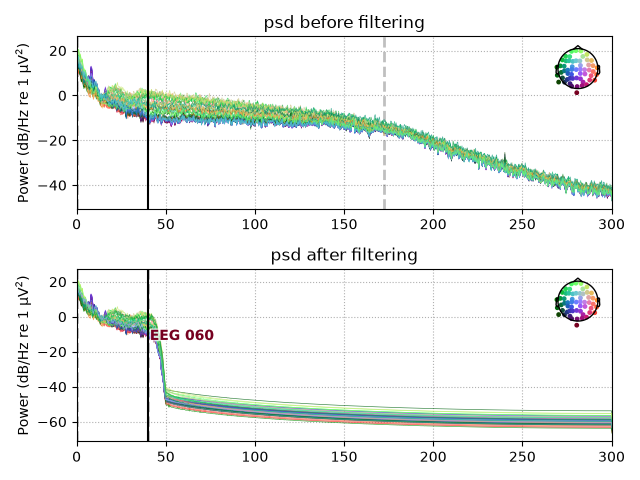 psd before filtering
Power (dB/Hz re 1 µV²)
20
0
−20
−40
0 50 100 150 200 250 300
psd after filtering
Power (dB/Hz re 1 µV²)
20
0
−20
−40
−60
EEG 060
0 50 100 150 200 250 300